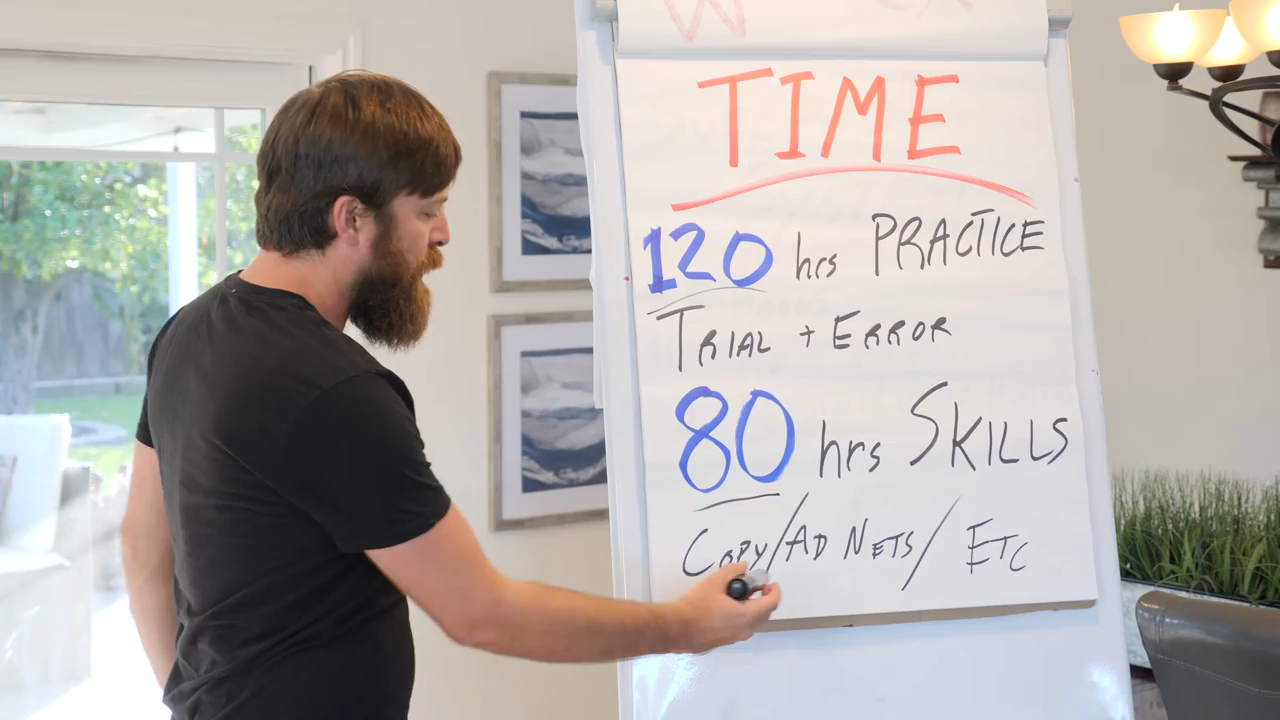 TIME
120 hrs PRACTICE
TRIAL + ERROR
80 hrs SKILLS
COPY/AD NETS/ ETC